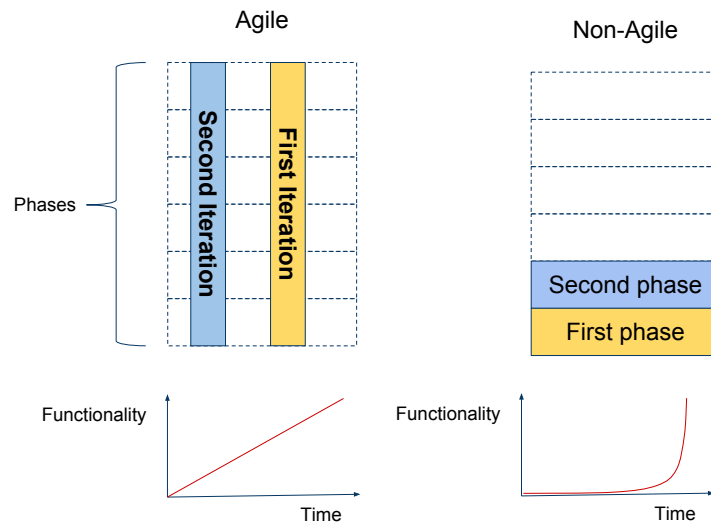 Agile
Non-Agile
Phases
Second Iteration
First Iteration
Second phase
First phase
Functionality
Time
Functionality
Time